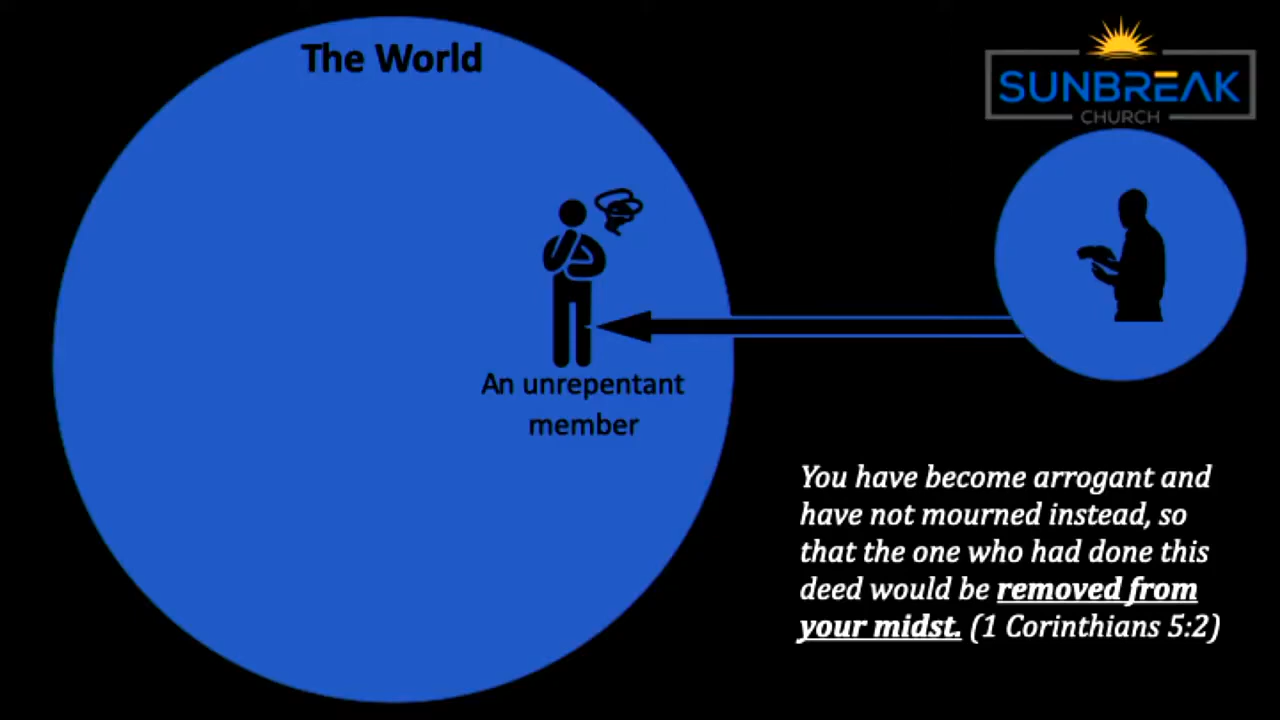 The World
SUNBREAK
CHURCH
An unrepentant
member
You have become arrogant and
have not mourned instead, so
that the one who had done this
deed would be removed from
your midst. (1 Corinthians 5:2)